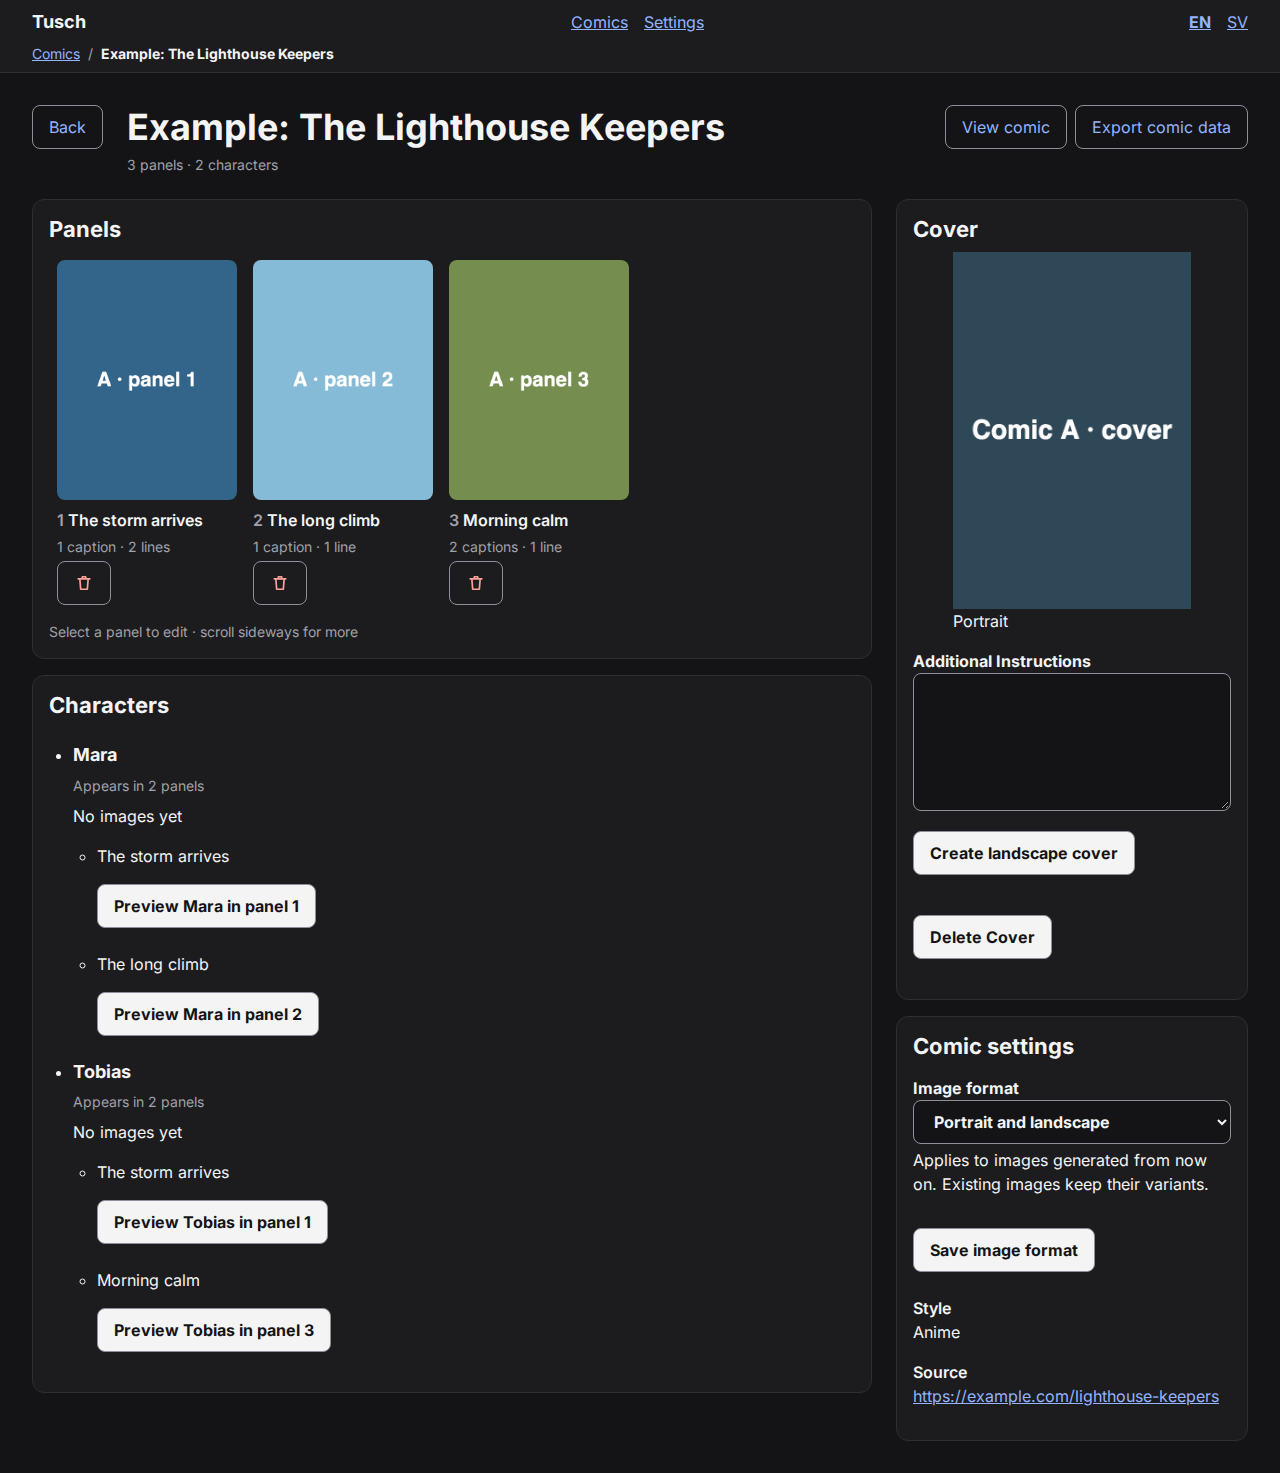 Tusch
Comics Settings
EN SV
Comics / Example: The Lighthouse Keepers
Back
Example: The Lighthouse Keepers
3 panels · 2 characters
View comic
Export comic data
Panels
A · panel 1
A · panel 2
A · panel 3
1 The storm arrives
1 caption · 2 lines
2 The long climb
1 caption · 1 line
3 Morning calm
2 captions · 1 line
Select a panel to edit · scroll sideways for more
Characters
Mara
Appears in 2 panels
No images yet
The storm arrives
Preview Mara in panel 1
The long climb
Preview Mara in panel 2
Tobias
Appears in 2 panels
No images yet
The storm arrives
Preview Tobias in panel 1
Morning calm
Preview Tobias in panel 3
Cover
Comic A · cover
Portrait
Additional Instructions
Create landscape cover
Delete Cover
Comic settings
Image format
Portrait and landscape
Applies to images generated from now
on. Existing images keep their variants.
Save image format
Style
Anime
Source
https://example.com/lighthouse-keepers